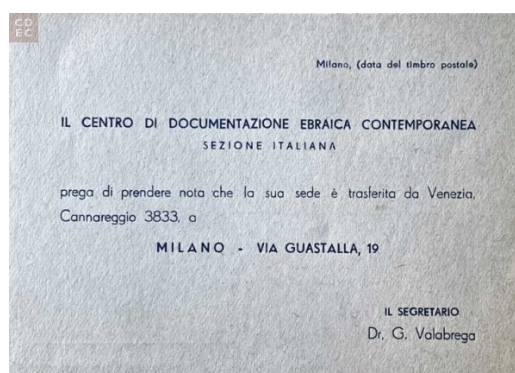 CD
EC
Milano, (data del timbro postale)
IL CENTRO DI DOCUMENTAZIONE EBRAICA CONTEMPORANEA
SEZIONE ITALIANA
prega di prendere nota che la sua sede è trasferita da Venezia,
Cannareggio 3833, a
MILANO - VIA GUASTALLA, 19
IL SEGRETARIO
Dr. G. Valabrega